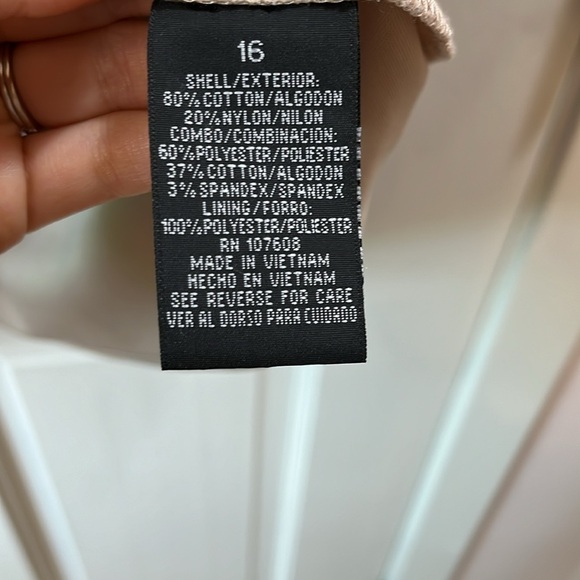 16
SHELL/EXTERIOR:
80% COTTON/ALGODON
20% NYLON/NILON
COMBO/COMBINACION:
60% POLYESTER/POLIESTER
37% COTTON/ALGODON
3% SPANDEX/SPANDEX
LINING/FORRO:
100% POLYESTER/POLIESTER
RN 107608
MADE IN VIETNAM
HECHO EN VIETNAM
SEE REVERSE FOR CARE
VER AL DORSO PARA CUIDADO